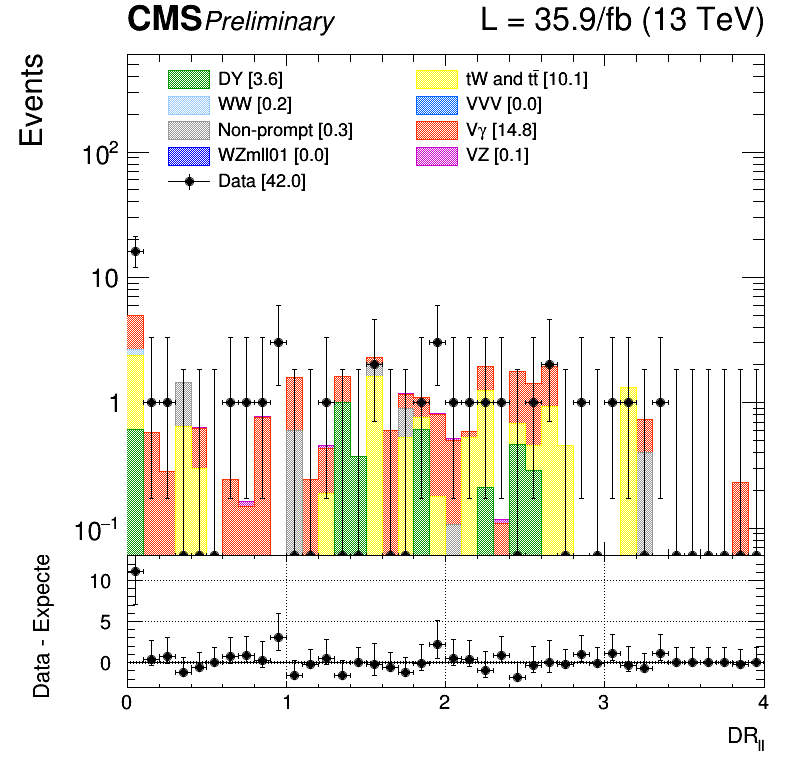 CMS Preliminary L = 35.9/fb (13 TeV)
Events
DY [3.6] tW and tt̄ [10.1]
WW [0.2] VVV [0.0]
Non-prompt [0.3] Vγ [14.8]
WZmll01 [0.0] VZ [0.1]
Data [42.0]
10²
10
1
10⁻¹
Data - Expecte
10
5
0
0 1 2 3 4
DR_ll